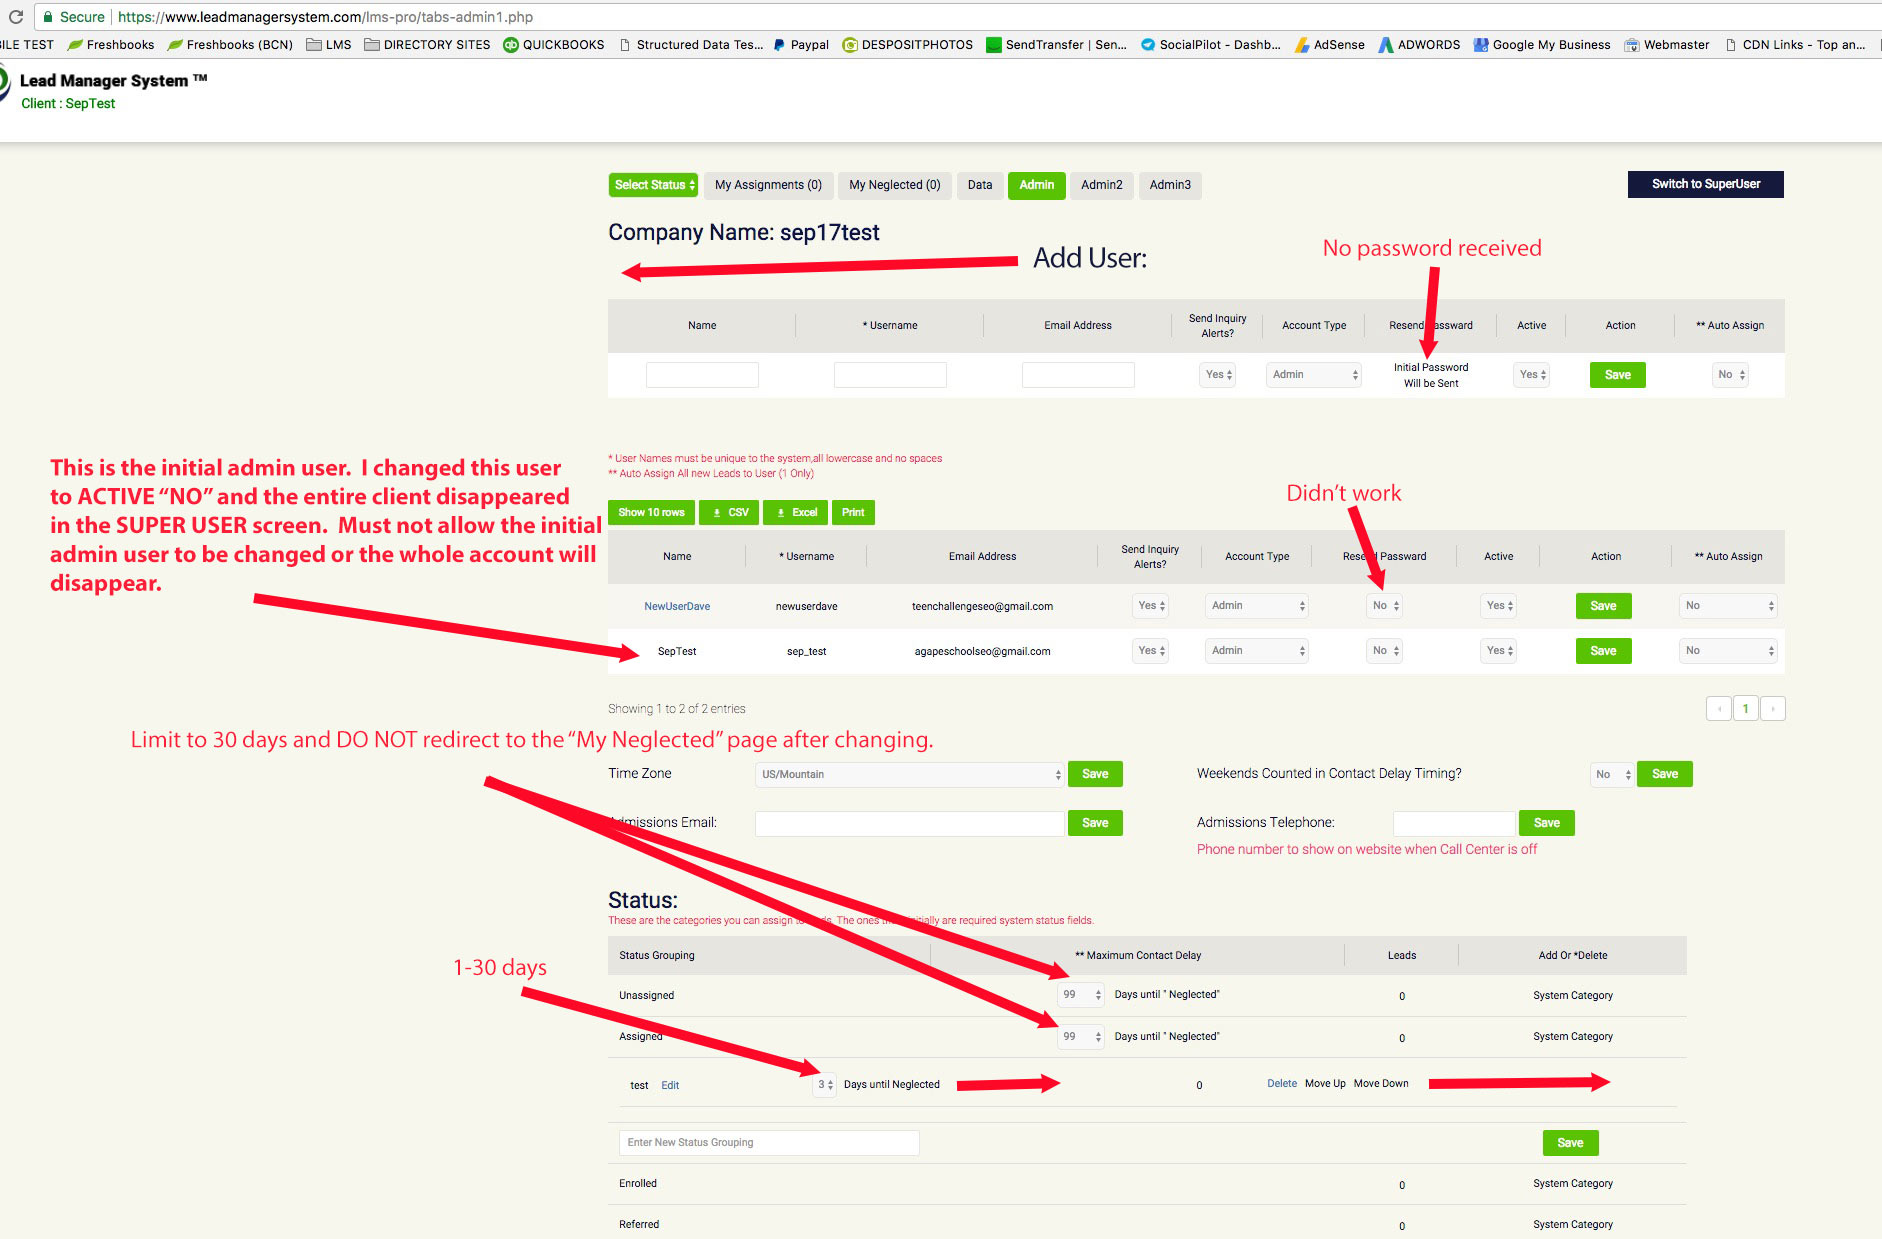 Secure https://www.leadmanagersystem.com/lms-pro/tabs-admin1.php
ILE TEST Freshbooks Freshbooks (BCN) LMS DIRECTORY SITES QUICKBOOKS Structured Data Tes... Paypal DESPOSITPHOTOS SendTransfer | Sen... SocialPilot - Dashb... AdSense ADWORDS Google My Business Webmaster CDN Links - Top an...
Lead Manager System ™
Client : SepTest
Select Status My Assignments (0) My Neglected (0) Data Admin Admin2 Admin3 Switch to SuperUser
Company Name: sep17test
Add User:
No password received
Name * Username Email Address Send Inquiry Alerts? Account Type Resend Password Active Action ** Auto Assign
Yes Admin Initial Password Will be Sent Yes Save No
* User Names must be unique to the system,all lowercase and no spaces
** Auto Assign All new Leads to User (1 Only)
This is the initial admin user. I changed this user
to ACTIVE “NO” and the entire client disappeared
in the SUPER USER screen. Must not allow the initial
admin user to be changed or the whole account will
disappear.
Didn’t work
Show 10 rows CSV Excel Print
Name * Username Email Address Send Inquiry Alerts? Account Type Resend Password Active Action ** Auto Assign
NewUserDave newuserdave teenchallengeseo@gmail.com Yes Admin No Yes Save No
SepTest sep_test agapeschoolseo@gmail.com Yes Admin No Yes Save No
Showing 1 to 2 of 2 entries 1
Limit to 30 days and DO NOT redirect to the “My Neglected” page after changing.
Time Zone US/Mountain Save Weekends Counted in Contact Delay Timing? No Save
Admissions Email: Save Admissions Telephone: Save
Phone number to show on website when Call Center is off
Status:
These are the categories you can assign The ones initially are required system status fields.
1-30 days
Status Grouping ** Maximum Contact Delay Leads Add Or *Delete
Unassigned 99 Days until " Neglected" 0 System Category
Assigned 99 Days until " Neglected" 0 System Category
test Edit 3 Days until Neglected 0 Delete Move Up Move Down
Enter New Status Grouping Save
Enrolled 0 System Category
Referred 0 System Category